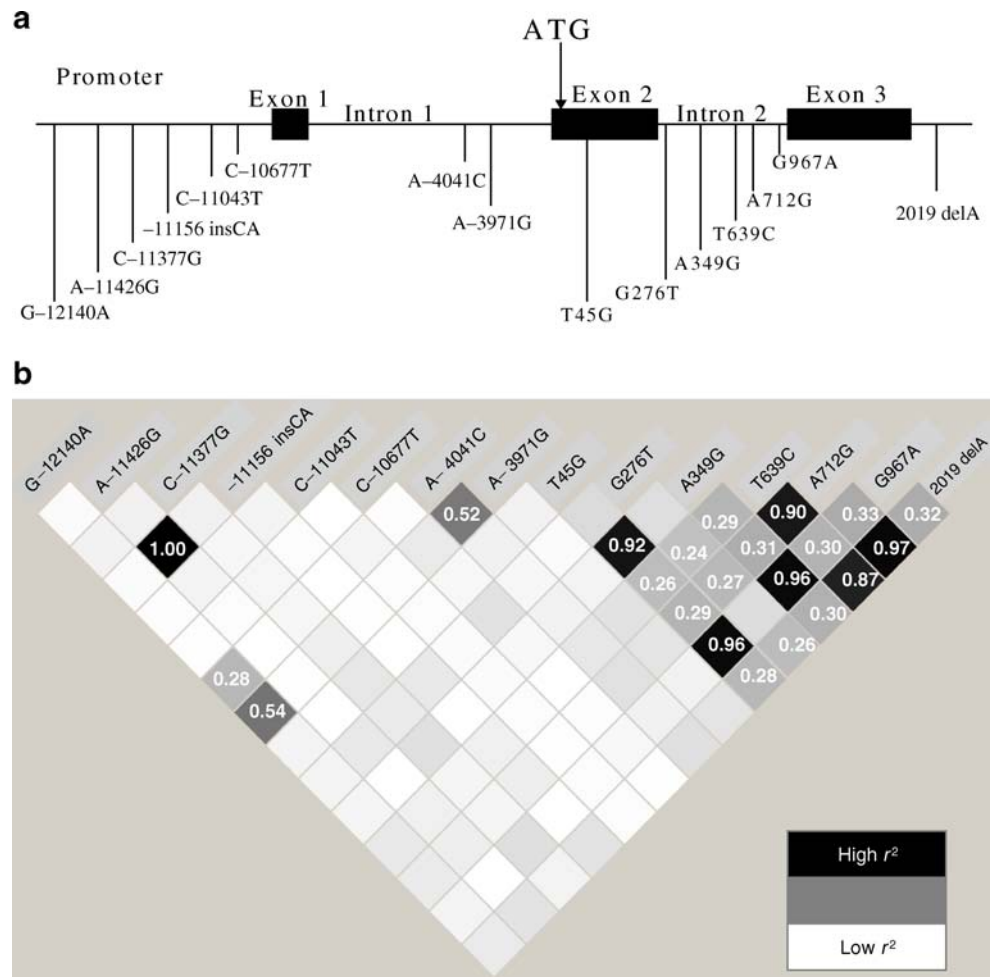 a
ATG
Promoter
Exon 1
Intron 1
Exon 2
Intron 2
Exon 3
C–10677T
C–11043T
–11156 insCA
C–11377G
A–11426G
G–12140A
A–4041C
A–3971G
T45G
G276T
A349G
T639C
A712G
G967A
2019 delA
b
G–12140A
A–11426G
C–11377G
–11156 insCA
C–11043T
C–10677T
A– 4041C
A–3971G
T45G
G276T
A349G
T639C
A712G
G967A
2019 delA
0.52 0.29 0.90 0.33 0.32
1.00 0.92 0.24 0.31 0.30 0.97
0.26 0.27 0.96 0.87
0.29 0.30
0.96 0.26
0.28 0.28
0.54
High r²
Low r²